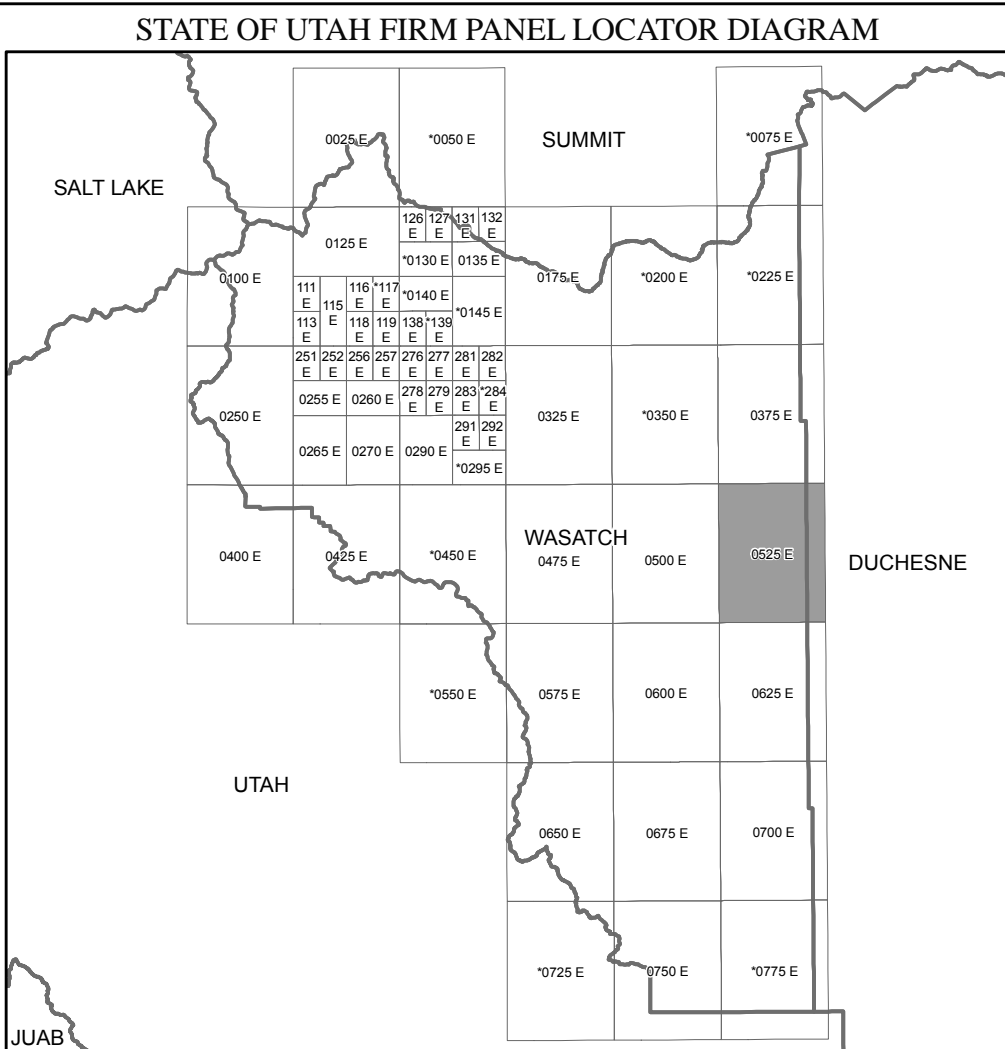 STATE OF UTAH FIRM PANEL LOCATOR DIAGRAM
0025 E
*0050 E
SUMMIT
*0075 E
SALT LAKE
126 E
127 E
131 E
132 E
0125 E
*0130 E
0135 E
0100 E
0175 E
*0200 E
*0225 E
111 E
115 E
116 E
*117 E
*0140 E
*0145 E
113 E
118 E
119 E
138 E
*139 E
251 E
252 E
256 E
257 E
276 E
277 E
281 E
282 E
0255 E
0260 E
278 E
279 E
283 E
*284 E
0250 E
0325 E
*0350 E
0375 E
291 E
292 E
0265 E
0270 E
0290 E
*0295 E
WASATCH
0400 E
0425 E
*0450 E
0475 E
0500 E
0525 E
DUCHESNE
*0550 E
0575 E
0600 E
0625 E
UTAH
0650 E
0675 E
0700 E
*0725 E
0750 E
*0775 E
JUAB